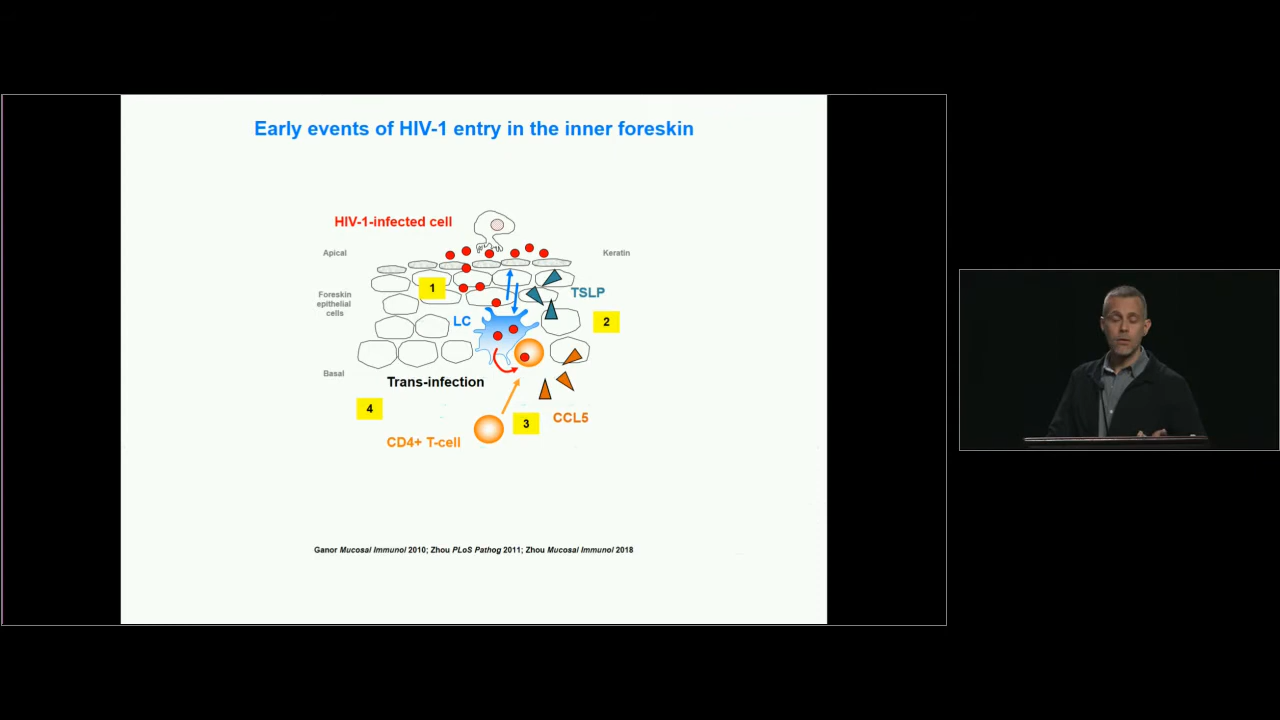 Early events of HIV-1 entry in the inner foreskin
HIV-1-infected cell
Apical
Keratin
1
TSLP
Foreskin
epithelial
cells
LC
2
Basal
Trans-infection
4
3
CCL5
CD4+ T-cell
Ganor Mucosal Immunol 2010; Zhou PLoS Pathog 2011; Zhou Mucosal Immunol 2018